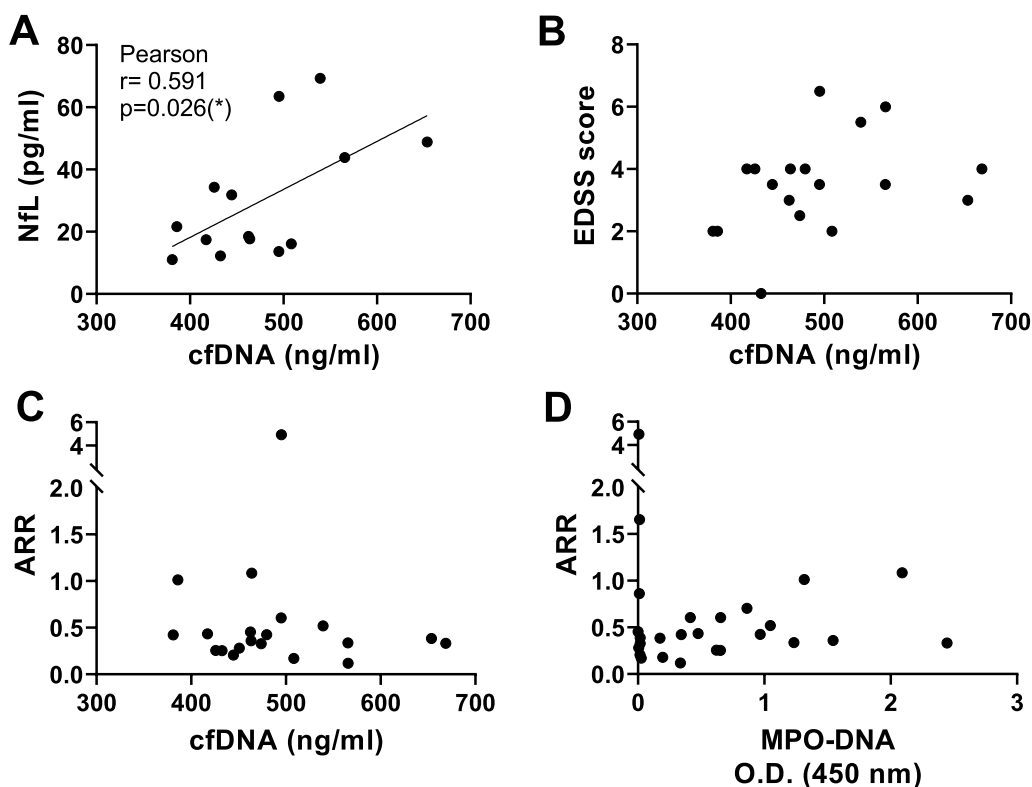 A
80
60
40
20
0
NfL (pg/ml)
Pearson
r= 0.591
p=0.026(*)
300 400 500 600 700
cfDNA (ng/ml)
B
8
6
4
2
0
EDSS score
300 400 500 600 700
cfDNA (ng/ml)
C
6
4
2.0
1.5
1.0
0.5
0.0
ARR
300 400 500 600 700
cfDNA (ng/ml)
D
6
4
2.0
1.5
1.0
0.5
0.0
ARR
0 1 2 3
MPO-DNA
O.D. (450 nm)